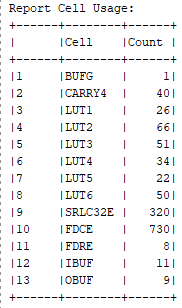 Report Cell Usage:
+------+--------+------+
|      |Cell    |Count |
+------+--------+------+
|1     |BUFG    |     1|
|2     |CARRY4  |    40|
|3     |LUT1    |    26|
|4     |LUT2    |    66|
|5     |LUT3    |    51|
|6     |LUT4    |    34|
|7     |LUT5    |    22|
|8     |LUT6    |    50|
|9     |SRLC32E |   320|
|10    |FDCE    |   730|
|11    |FDRE    |     8|
|12    |IBUF    |    11|
|13    |OBUF    |     9|
+------+--------+------+